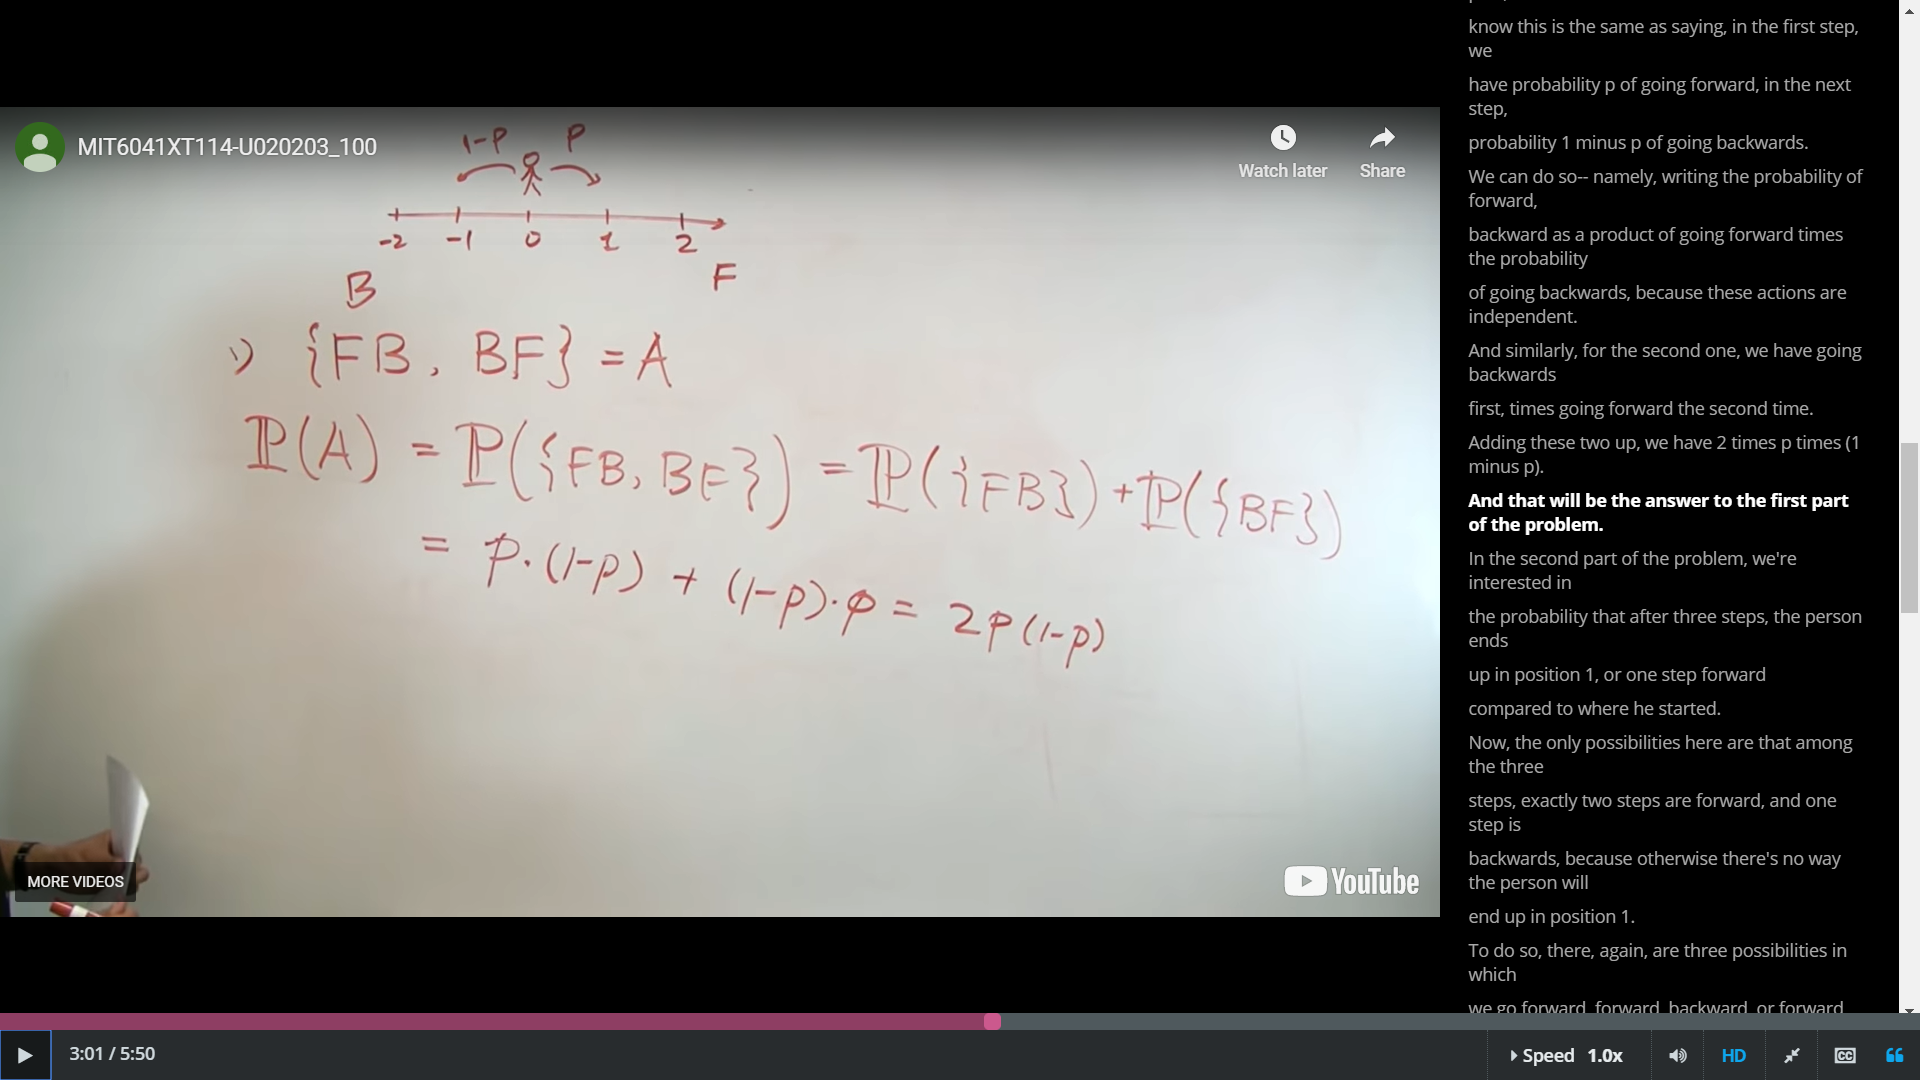 MIT6041XT114-U020203_100
Watch later
Share
1-P P
-2 -1 0 1 2
B F
1) {FB, BF} = A
ℙ(A) = ℙ({FB, BF}) = ℙ({FB}) + ℙ({BF})
= p·(1-p) + (1-p)·p = 2p(1-p)
MORE VIDEOS
YouTube
know this is the same as saying, in the first step,
we
have probability p of going forward, in the next
step,
probability 1 minus p of going backwards.
We can do so-- namely, writing the probability of
forward,
backward as a product of going forward times
the probability
of going backwards, because these actions are
independent.
And similarly, for the second one, we have going
backwards
first, times going forward the second time.
Adding these two up, we have 2 times p times (1
minus p).
And that will be the answer to the first part
of the problem.
In the second part of the problem, we're
interested in
the probability that after three steps, the person
ends
up in position 1, or one step forward
compared to where he started.
Now, the only possibilities here are that among
the three
steps, exactly two steps are forward, and one
step is
backwards, because otherwise there's no way
the person will
end up in position 1.
To do so, there, again, are three possibilities in
which
we go forward, forward, backward, or forward
3:01 / 5:50
Speed 1.0x
HD
CC